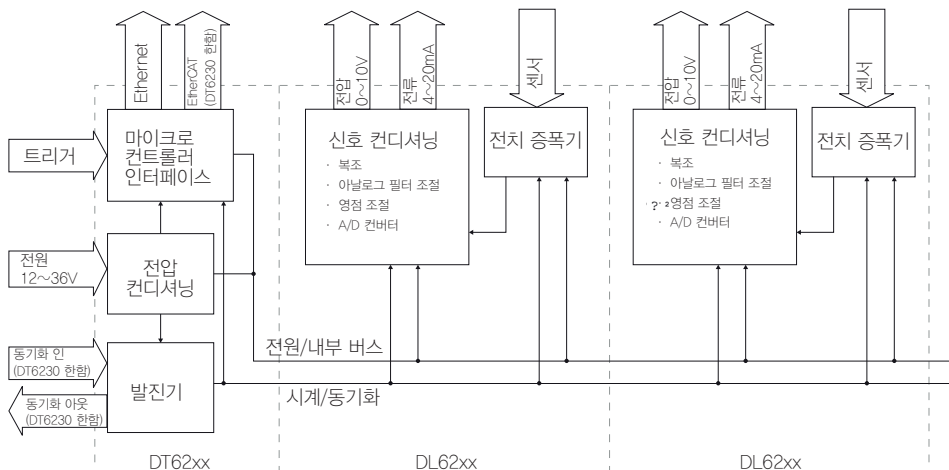 Ethernet
EtherCAT
(DT6230 한함)
전압
0~10V
전류
4~20mA
센서
전압
0~10V
전류
4~20mA
센서
트리거
마이크로
컨트롤러
인터페이스
신호 컨디셔닝
· 복조
· 아날로그 필터 조절
· 영점 조절
· A/D 컨버터
전치 증폭기
신호 컨디셔닝
· 복조
· 아날로그 필터 조절
?·² 영점 조절
· A/D 컨버터
전치 증폭기
전원
12~36V
전압
컨디셔닝
전원/내부 버스
동기화 인
(DT6230 한함)
발진기
시계/동기화
동기화 아웃
(DT6230 한함)
DT62xx
DL62xx
DL62xx